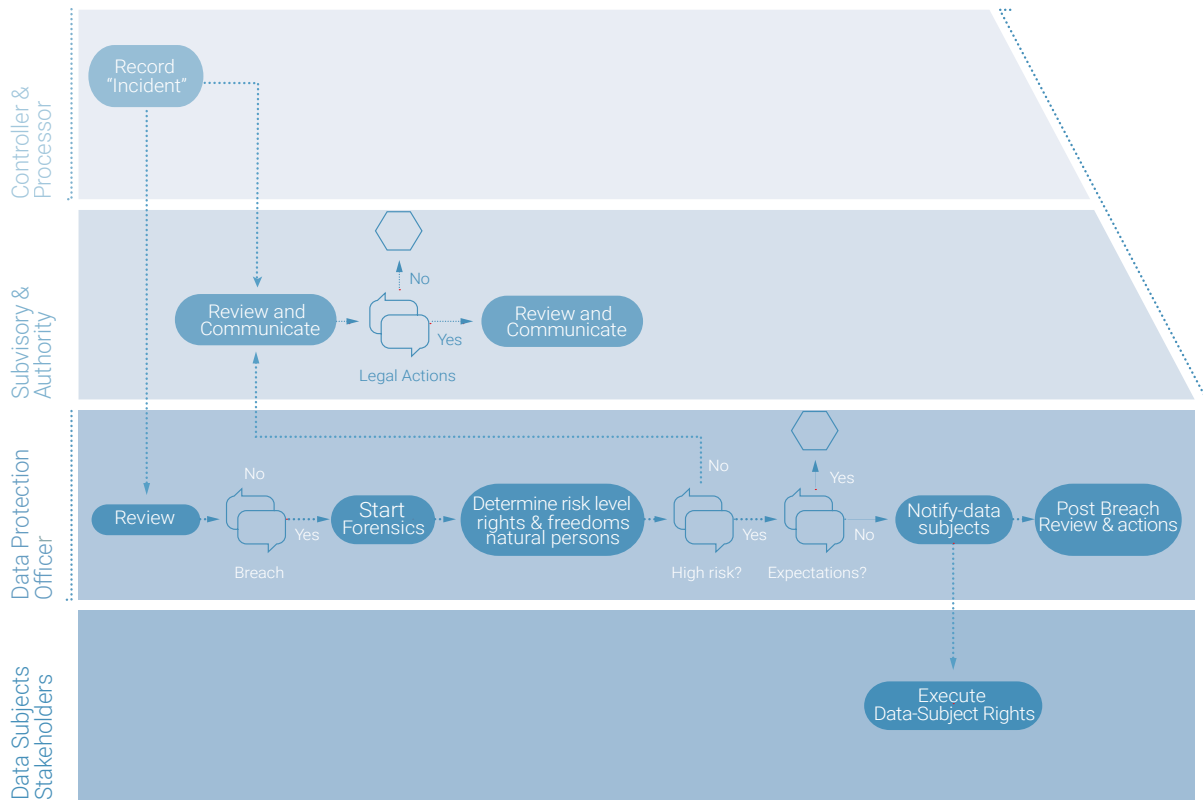 Controller &
Processor
Record
“Incident”
Subvisory &
Authority
Review and
Communicate
No
Yes
Legal Actions
Review and
Communicate
Data Protection
Officer
Review
No
Yes
Breach
Start
Forensics
Determine risk level
rights & freedoms
natural persons
No
Yes
High risk?
Yes
No
Expectations?
Notify-data
subjects
Post Breach
Review & actions
Data Subjects
Stakeholders
Execute
Data-Subject Rights